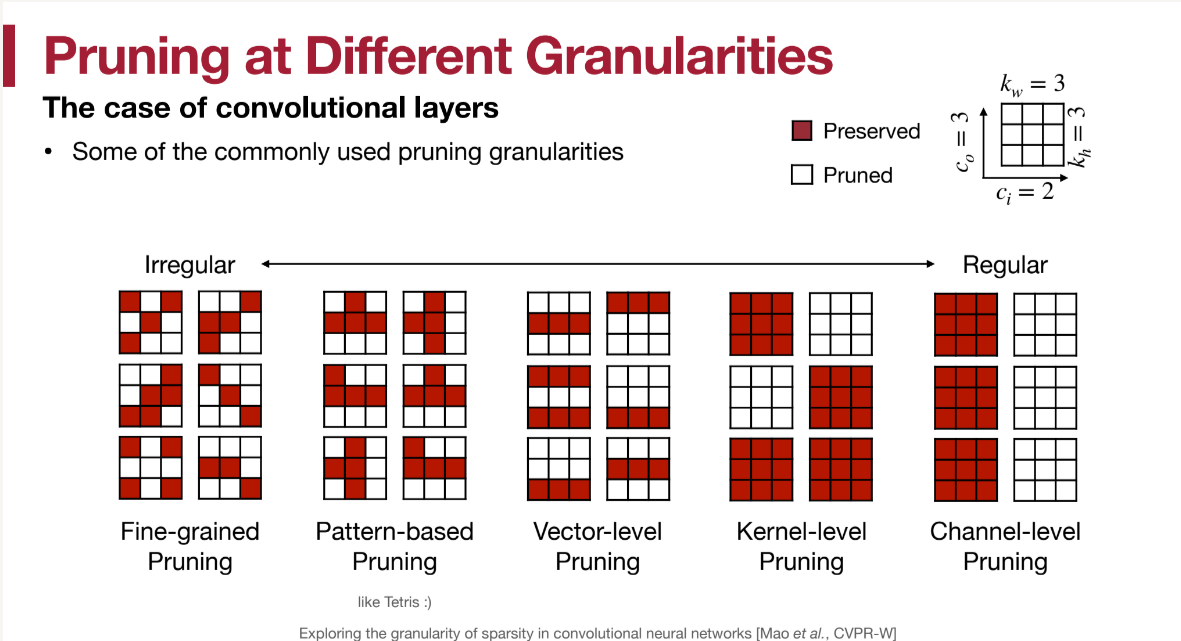 Pruning at Different Granularities
The case of convolutional layers
• Some of the commonly used pruning granularities
Preserved
Pruned
k_w = 3
c_o = 3
k_h = 3
c_i = 2
Irregular
Regular
Fine-grained
Pruning
Pattern-based
Pruning
Vector-level
Pruning
Kernel-level
Pruning
Channel-level
Pruning
like Tetris :)
Exploring the granularity of sparsity in convolutional neural networks [Mao et al., CVPR-W]